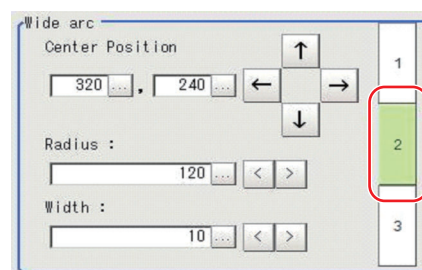 Wide arc
Center Position
↑
320 ... , 240 ... ← →
↓
Radius :
120 ... < >
Width :
10 ... < >
1
2
3